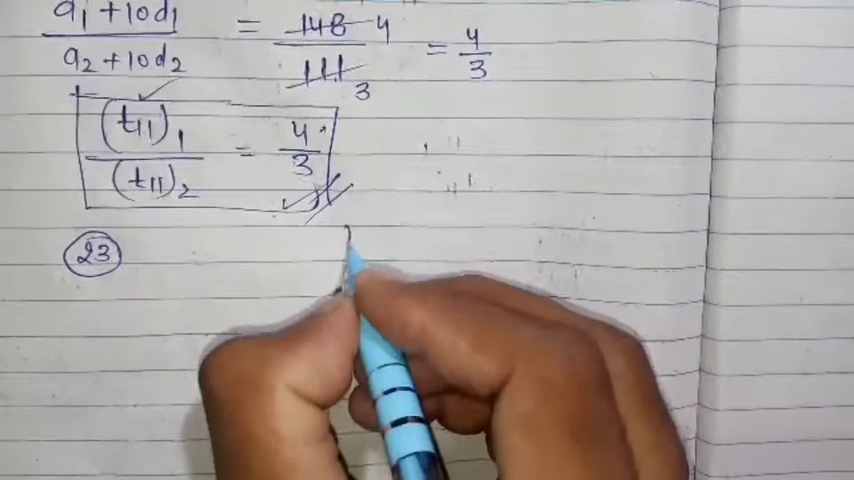 a₁ + 10d₁ / a₂ + 10d₂ = 148 4 / 111 3 = 4/3
(t₁₁)₁ / (t₁₁)₂ = 4/3
23